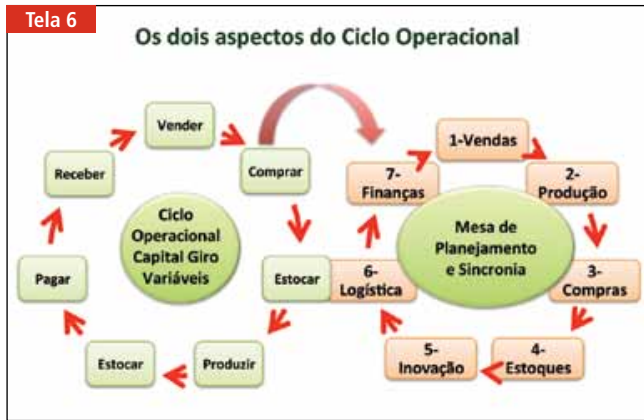 Tela 6
Os dois aspectos do Ciclo Operacional
Vender
Comprar
Estocar
Produzir
Estocar
Pagar
Receber
Ciclo
Operacional
Capital Giro
Variáveis
1-Vendas
2-
Produção
3-
Compras
4-
Estoques
5-
Inovação
6-
Logística
7-
Finanças
Mesa de
Planejamento
e Sincronia